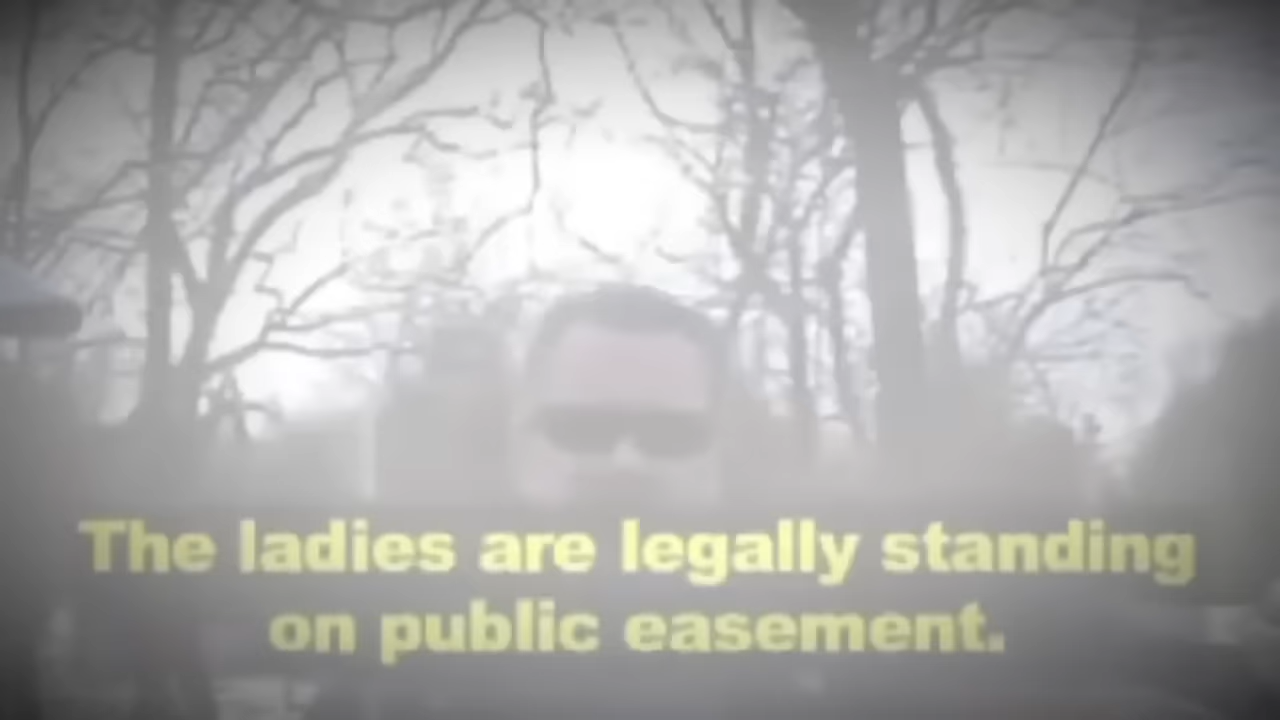 The ladies are legally standing
on public easement.